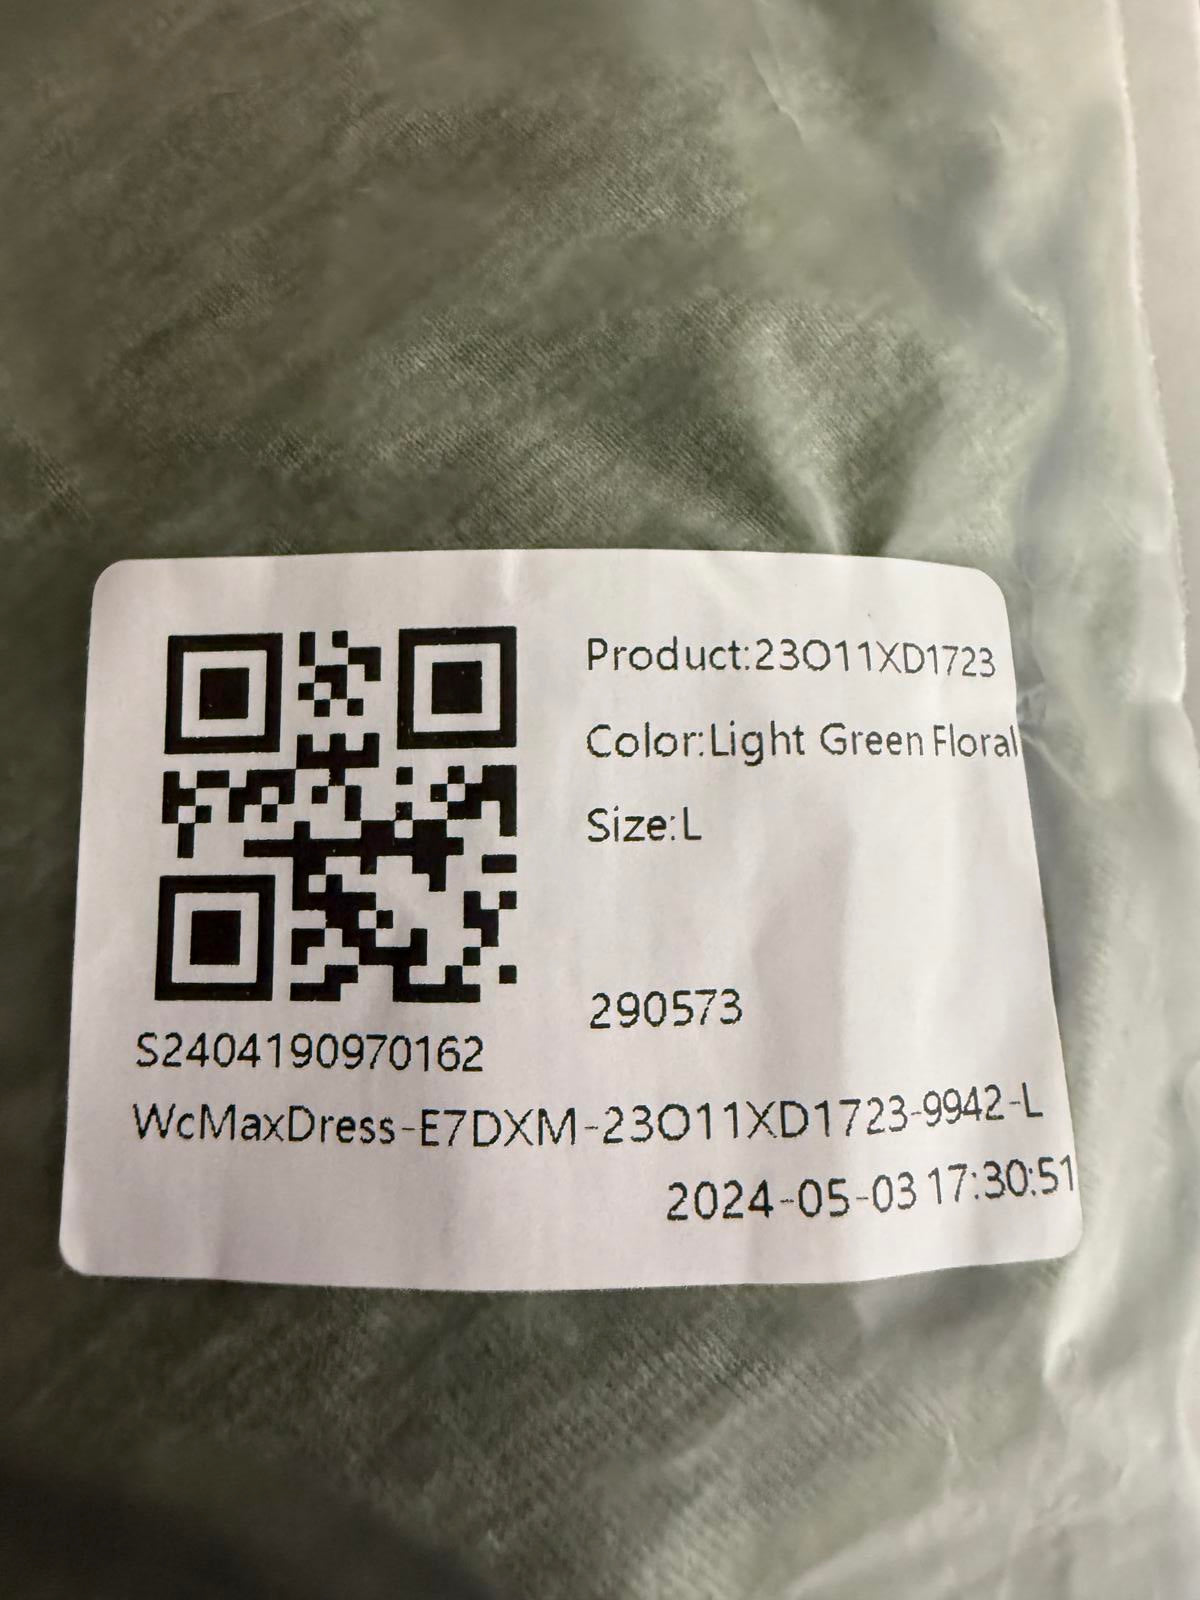 Product:23O11XD1723
Color:Light Green Floral
Size:L
290573
S2404190970162
WcMaxDress-E7DXM-23O11XD1723-9942-L
2024-05-03 17:30:51